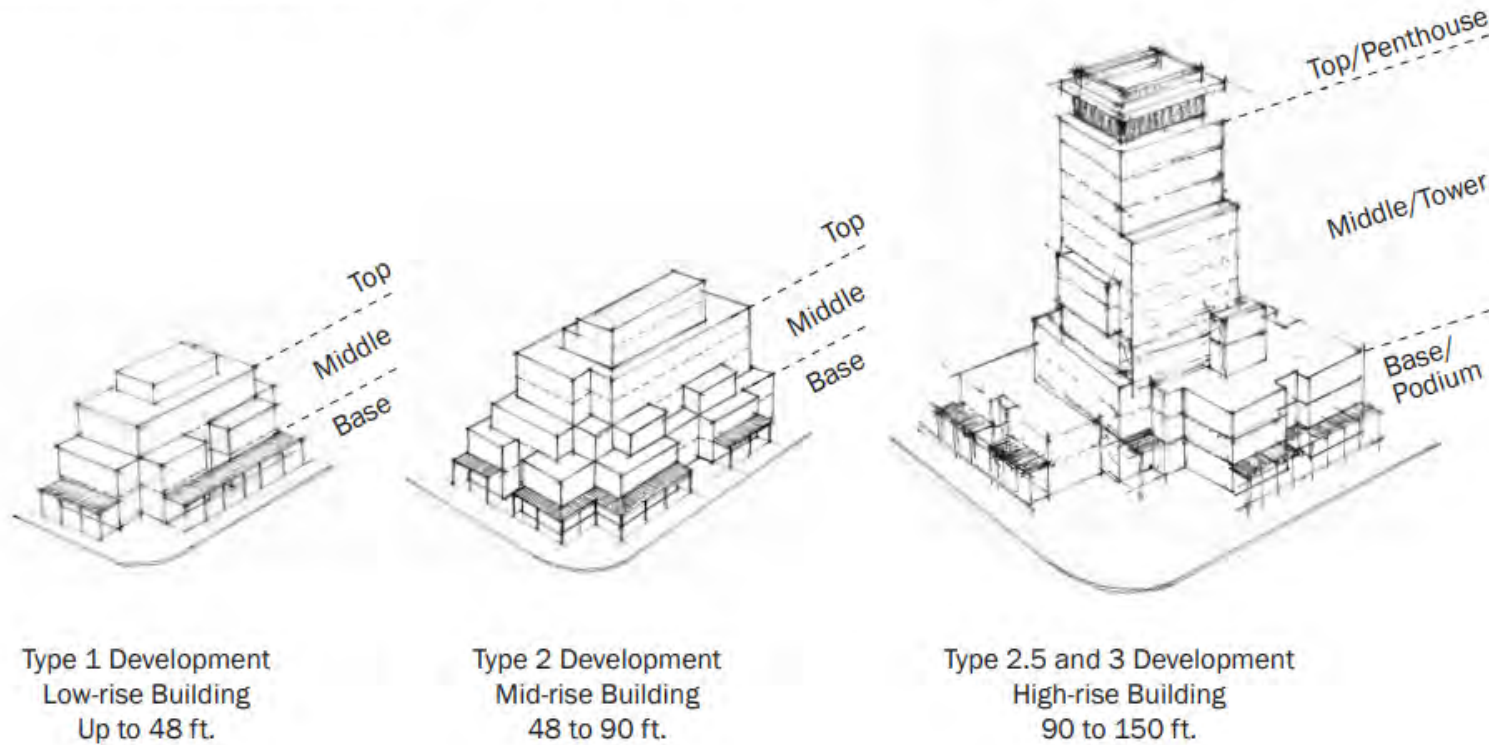 Top
Middle
Base
Top
Middle
Base
Top/Penthouse
Middle/Tower
Base/
Podium
Type 1 Development
Low-rise Building
Up to 48 ft.
Type 2 Development
Mid-rise Building
48 to 90 ft.
Type 2.5 and 3 Development
High-rise Building
90 to 150 ft.